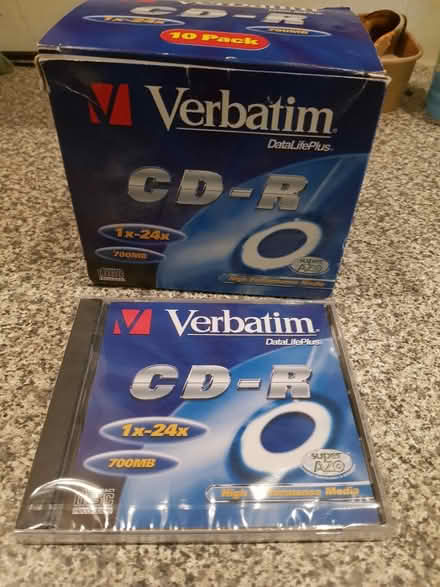 10 Pack
700MB
Verbatim
DataLifePlus
CD-R
1x-24x
700MB
super
AZO
High Performance Media
Verbatim
DataLifePlus
CD-R
1x-24x
700MB
super
AZO
High Performance Media